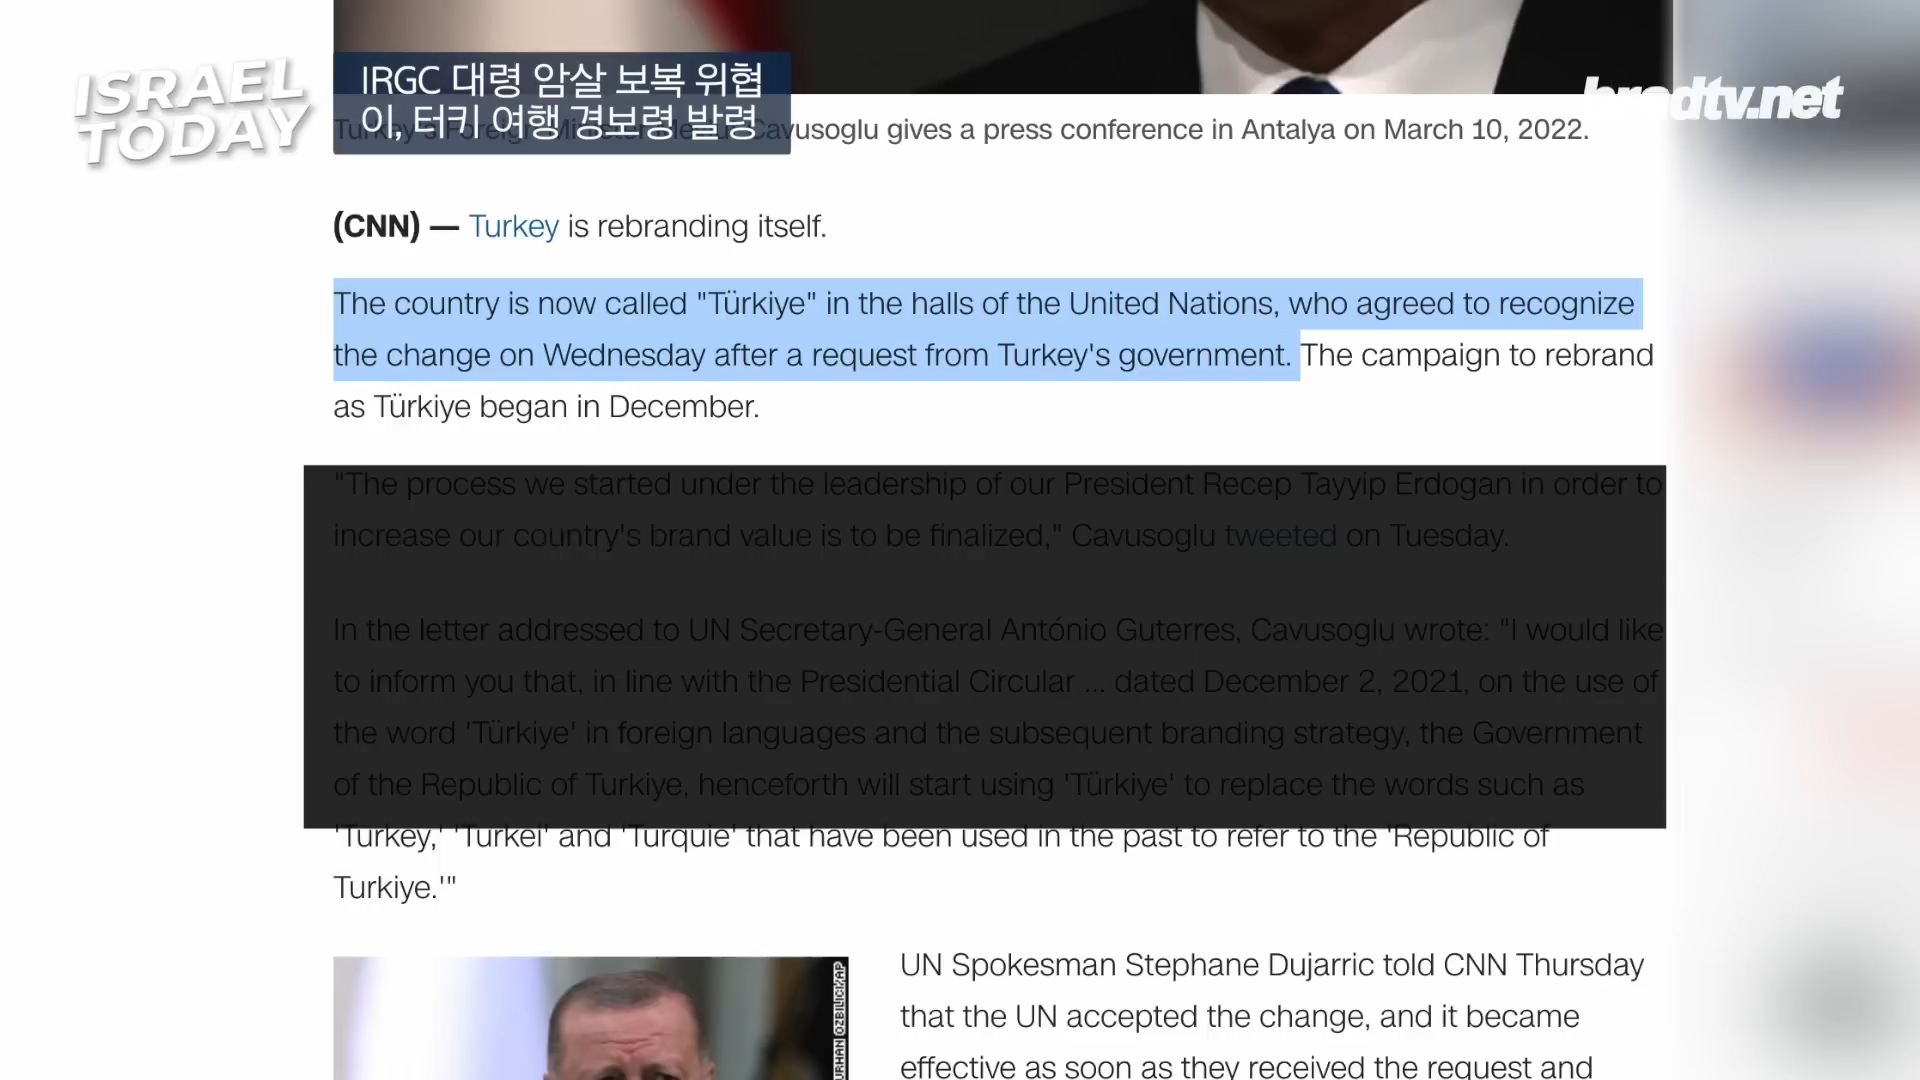 ISRAEL
TODAY
IRGC 대령 암살 보복 위협
이, 터키 여행 경보령 발령
bradtv.net
Turkey's Foreign Minister Cavusoglu gives a press conference in Antalya on March 10, 2022.
(CNN) — Turkey is rebranding itself.
The country is now called "Türkiye" in the halls of the United Nations, who agreed to recognize
the change on Wednesday after a request from Turkey's government. The campaign to rebrand
as Türkiye began in December.
"The process we started under the leadership of our President Recep Tayyip Erdogan in order to
increase our country's brand value is to be finalized," Cavusoglu tweeted on Tuesday.
In the letter addressed to UN Secretary-General António Guterres, Cavusoglu wrote: "I would like
to inform you that, in line with the Presidential Circular ... dated December 2, 2021, on the use of
the word 'Türkiye' in foreign languages and the subsequent branding strategy, the Government
of the Republic of Turkiye, henceforth will start using 'Türkiye' to replace the words such as
'Turkey,' 'Turkei' and 'Turquie' that have been used in the past to refer to the 'Republic of
Turkiye.'"
UN Spokesman Stephane Dujarric told CNN Thursday
that the UN accepted the change, and it became
effective as soon as they received the request and
BURHAN OZBILICI/AP